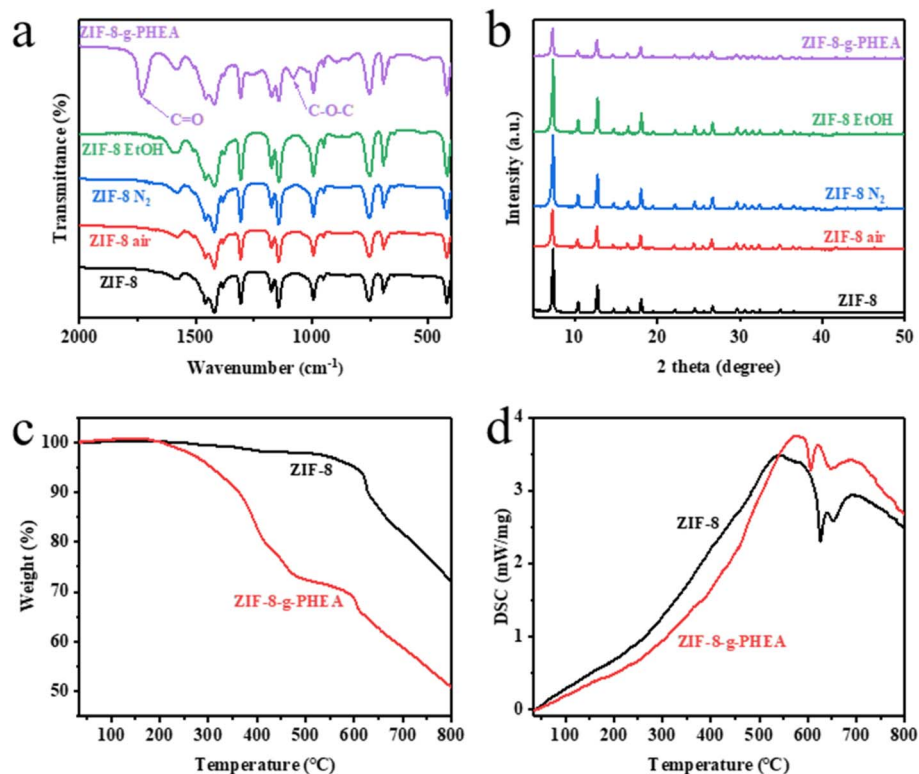 a
ZIF-8-g-PHEA
C=O
C-O-C
ZIF-8 EtOH
ZIF-8 N₂
ZIF-8 air
ZIF-8
Transmittance (%)
2000 1500 1000 500
Wavenumber (cm⁻¹)
b
ZIF-8-g-PHEA
ZIF-8 EtOH
ZIF-8 N₂
ZIF-8 air
ZIF-8
Intensity (a.u.)
10 20 30 40 50
2 theta (degree)
c
100
90
80
70
60
50
ZIF-8
ZIF-8-g-PHEA
Weight (%)
100 200 300 400 500 600 700 800
Temperature (°C)
d
4
3
2
1
0
ZIF-8
ZIF-8-g-PHEA
DSC (mW/mg)
100 200 300 400 500 600 700 800
Temperature (°C)